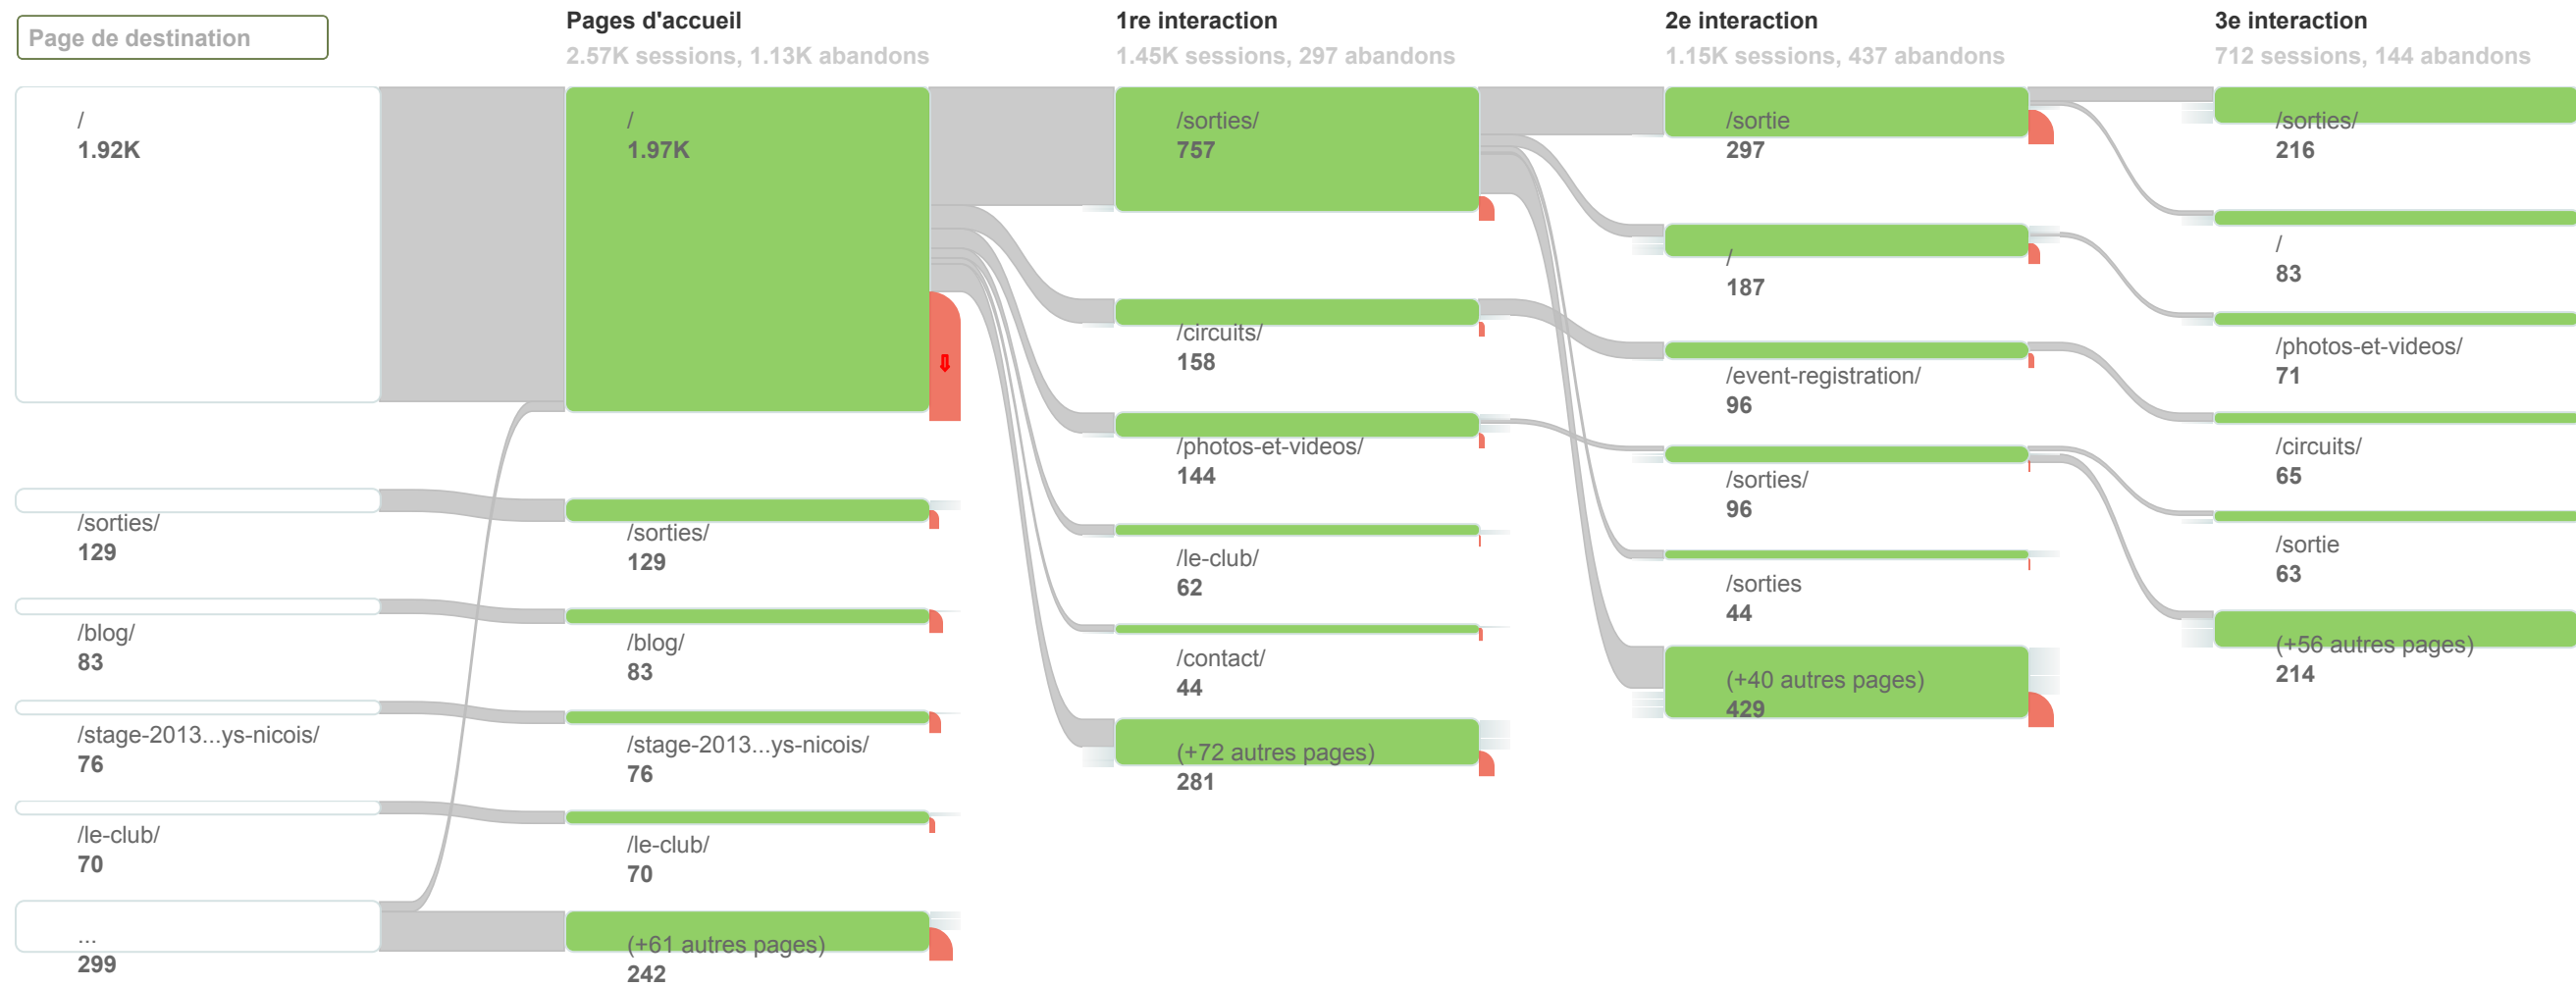 Page de destination
/
1.92K
/sorties/
129
/blog/
83
/stage-2013...ys-nicois/
76
/le-club/
70
...
299
Pages d'accueil
2.57K sessions, 1.13K abandons
/
1.97K
/sorties/
129
/blog/
83
/stage-2013...ys-nicois/
76
/le-club/
70
(+61 autres pages)
242
1re interaction
1.45K sessions, 297 abandons
/sorties/
757
/circuits/
158
/photos-et-videos/
144
/le-club/
62
/contact/
44
(+72 autres pages)
281
2e interaction
1.15K sessions, 437 abandons
/sortie
297
/
187
/event-registration/
96
/sorties/
96
/sorties
44
(+40 autres pages)
429
3e interaction
712 sessions, 144 abandons
/sorties/
216
/
83
/photos-et-videos/
71
/circuits/
65
/sortie
63
(+56 autres pages)
214